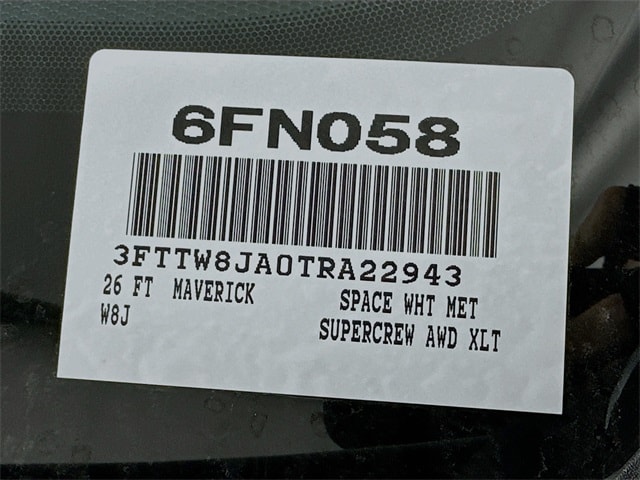 6FN058
3FTTW8JA0TRA22943
26 FT MAVERICK SPACE WHT MET
W8J SUPERCREW AWD XLT